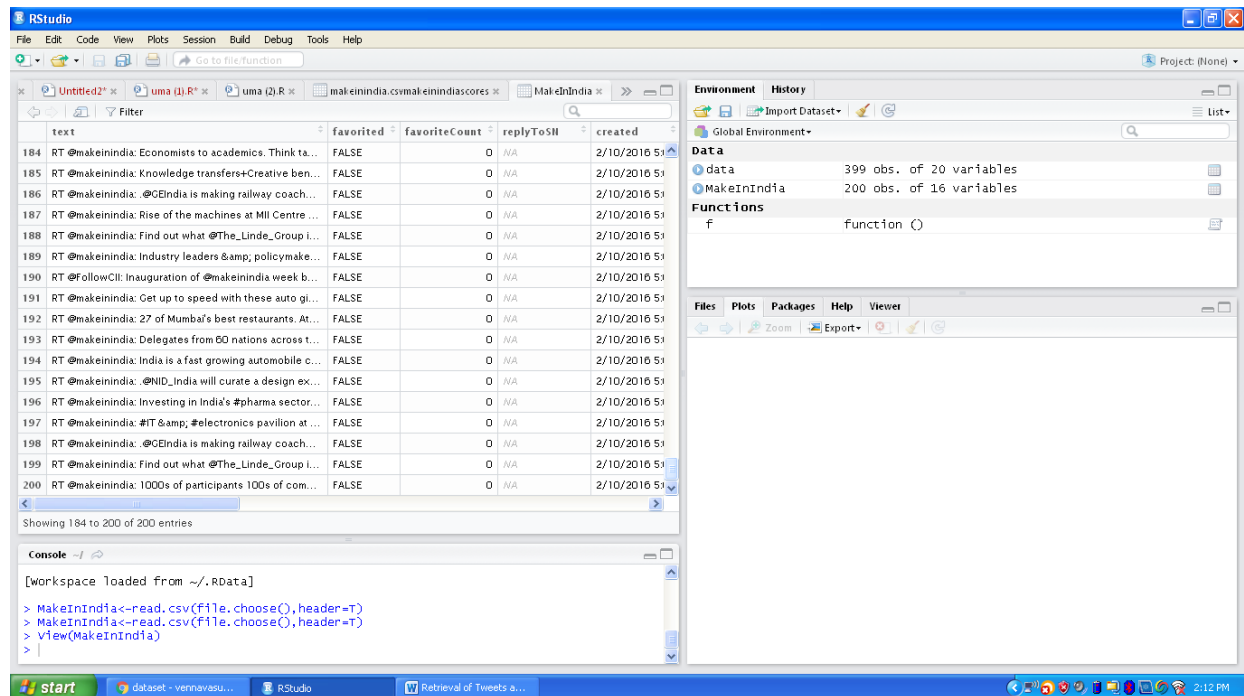 RStudio
File Edit Code View Plots Session Build Debug Tools Help
Go to file/function
Project: (None)
Untitled2* × uma (1).R* × uma (2).R × makeinindia.csvmakeinindiascores × MakeInIndia ×
Filter
text favorited favoriteCount replyToSN created
184 RT @makeinindia: Economists to academics. Think ta... FALSE 0 NA 2/10/2016 5:
185 RT @makeinindia: Knowledge transfers+Creative ben... FALSE 0 NA 2/10/2016 5:
186 RT @makeinindia: .@GEIndia is making railway coach... FALSE 0 NA 2/10/2016 5:
187 RT @makeinindia: Rise of the machines at MII Centre ... FALSE 0 NA 2/10/2016 5:
188 RT @makeinindia: Find out what @The_Linde_Group i... FALSE 0 NA 2/10/2016 5:
189 RT @makeinindia: Industry leaders &amp; policymake... FALSE 0 NA 2/10/2016 5:
190 RT @FollowCII: Inauguration of @makeinindia week b... FALSE 0 NA 2/10/2016 5:
191 RT @makeinindia: Get up to speed with these auto gi... FALSE 0 NA 2/10/2016 5:
192 RT @makeinindia: 27 of Mumbai's best restaurants. At... FALSE 0 NA 2/10/2016 5:
193 RT @makeinindia: Delegates from 60 nations across t... FALSE 0 NA 2/10/2016 5:
194 RT @makeinindia: India is a fast growing automobile c... FALSE 0 NA 2/10/2016 5:
195 RT @makeinindia: .@NID_India will curate a design ex... FALSE 0 NA 2/10/2016 5:
196 RT @makeinindia: Investing in India's #pharma sector... FALSE 0 NA 2/10/2016 5:
197 RT @makeinindia: #IT &amp; #electronics pavilion at ... FALSE 0 NA 2/10/2016 5:
198 RT @makeinindia: .@GEIndia is making railway coach... FALSE 0 NA 2/10/2016 5:
199 RT @makeinindia: Find out what @The_Linde_Group i... FALSE 0 NA 2/10/2016 5:
200 RT @makeinindia: 1000s of participants 100s of com... FALSE 0 NA 2/10/2016 5:
Showing 184 to 200 of 200 entries
Console ~/
[Workspace loaded from ~/.RData]
> MakeInIndia<-read.csv(file.choose(),header=T)
> MakeInIndia<-read.csv(file.choose(),header=T)
> View(MakeInIndia)
>
Environment History
Import Dataset
List
Global Environment
Data
data 399 obs. of 20 variables
MakeInIndia 200 obs. of 16 variables
Functions
f function ()
Files Plots Packages Help Viewer
Zoom Export
start dataset - vennavasu... RStudio Retrieval of Tweets a... 2:12 PM